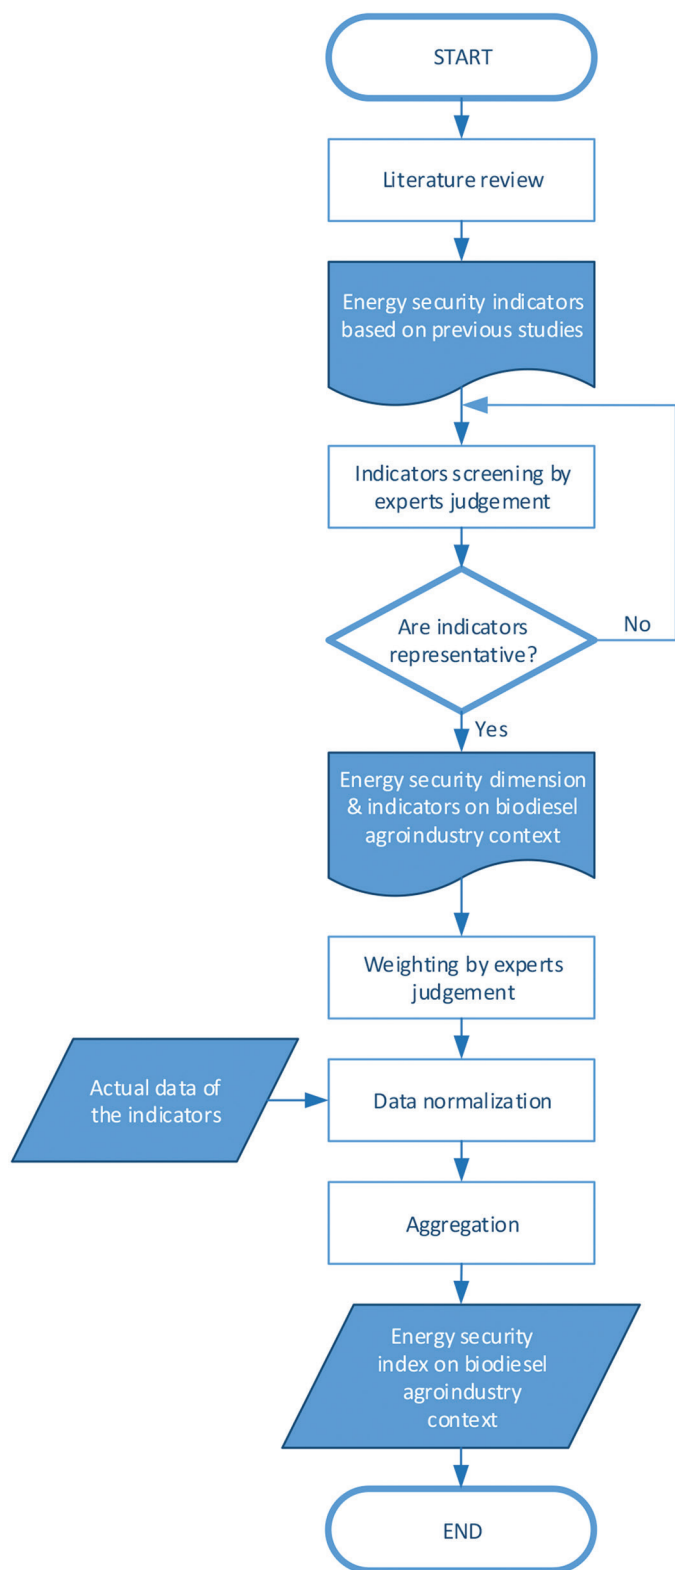 START
Literature review
Energy security indicators
based on previous studies
Indicators screening by
experts judgement
Are indicators
representative?
No
Yes
Energy security dimension
& indicators on biodiesel
agroindustry context
Weighting by experts
judgement
Actual data of
the indicators
Data normalization
Aggregation
Energy security
index on biodiesel
agroindustry
context
END